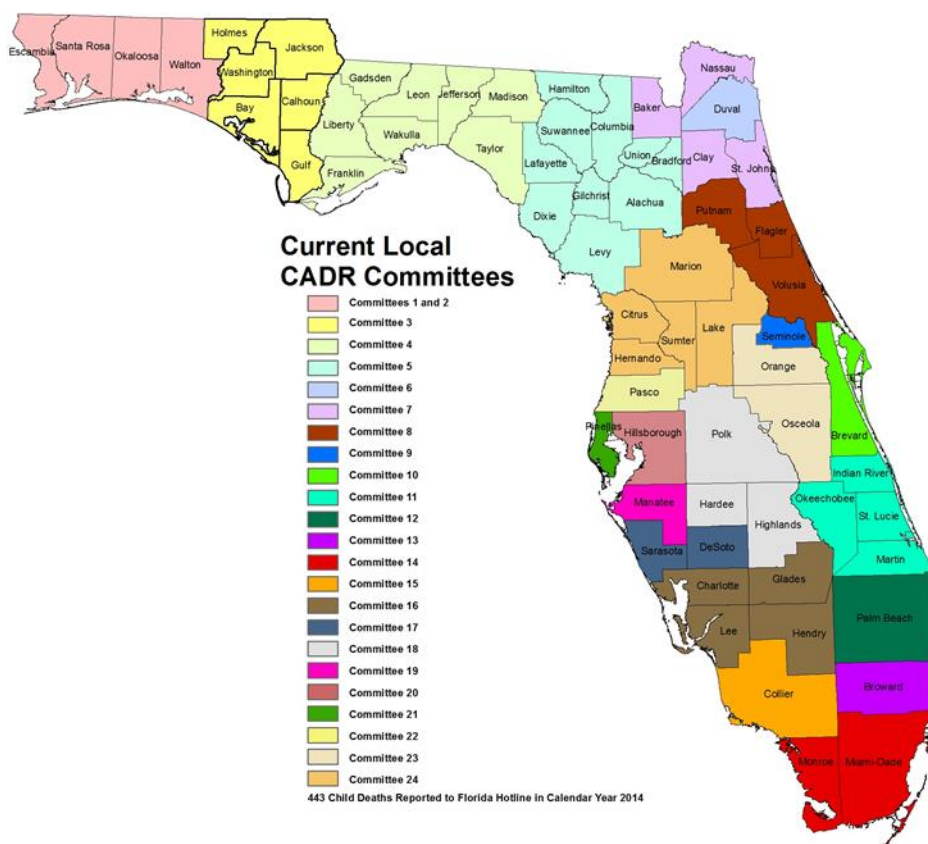 Holmes
Jackson
Escambia
Santa Rosa
Okaloosa
Walton
Washington
Bay
Calhoun
Gulf
Gadsden
Leon
Jefferson
Madison
Liberty
Wakulla
Taylor
Franklin
Hamilton
Suwannee
Columbia
Lafayette
Union
Bradford
Gilchrist
Alachua
Dixie
Levy
Baker
Nassau
Duval
Clay
St. Johns
Putnam
Flagler
Volusia
Marion
Citrus
Sumter
Lake
Hernando
Seminole
Orange
Pasco
Pinellas
Hillsborough
Polk
Osceola
Brevard
Indian River
Manatee
Hardee
Highlands
Okeechobee
St. Lucie
Sarasota
DeSoto
Martin
Charlotte
Glades
Lee
Hendry
Palm Beach
Collier
Broward
Monroe
Miami-Dade
Current Local
CADR Committees
Committees 1 and 2
Committee 3
Committee 4
Committee 5
Committee 6
Committee 7
Committee 8
Committee 9
Committee 10
Committee 11
Committee 12
Committee 13
Committee 14
Committee 15
Committee 16
Committee 17
Committee 18
Committee 19
Committee 20
Committee 21
Committee 22
Committee 23
Committee 24
443 Child Deaths Reported to Florida Hotline in Calendar Year 2014